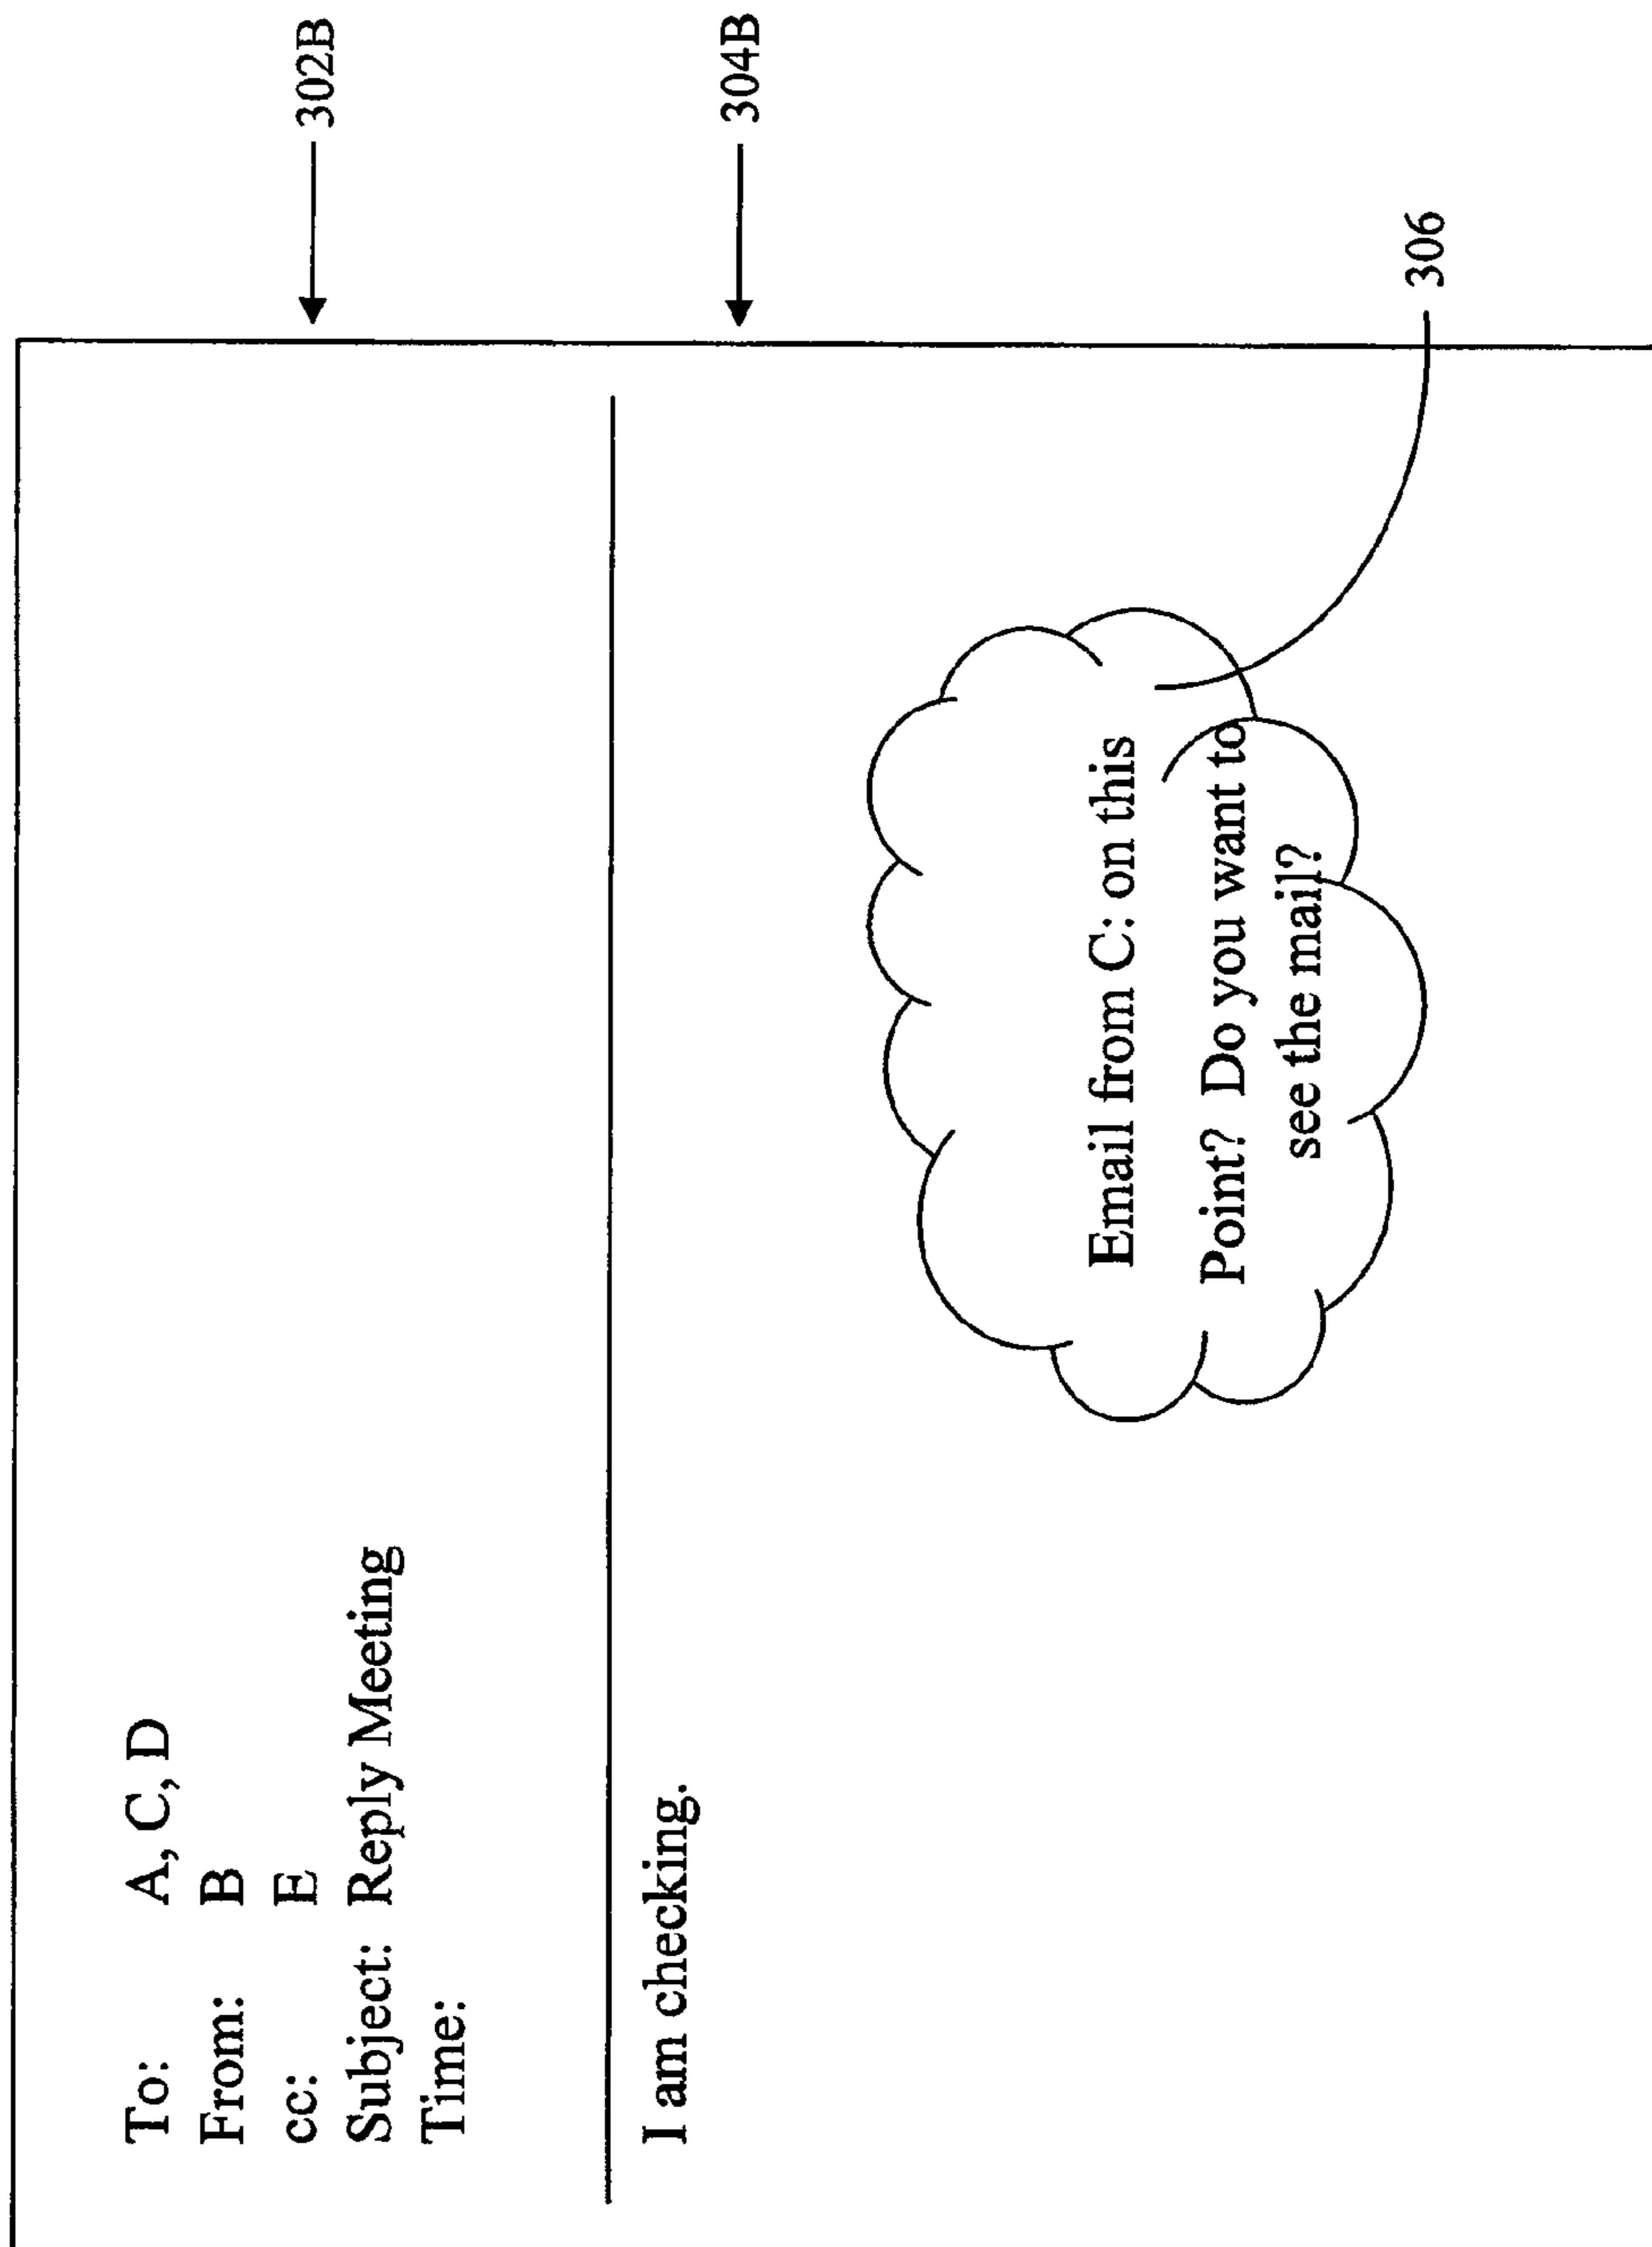 To: A, C, D
From: B
cc: E
Subject: Reply Meeting
Time:
302B
I am checking.
304B
Email from C: on this
Point? Do you want to
see the mail?
306